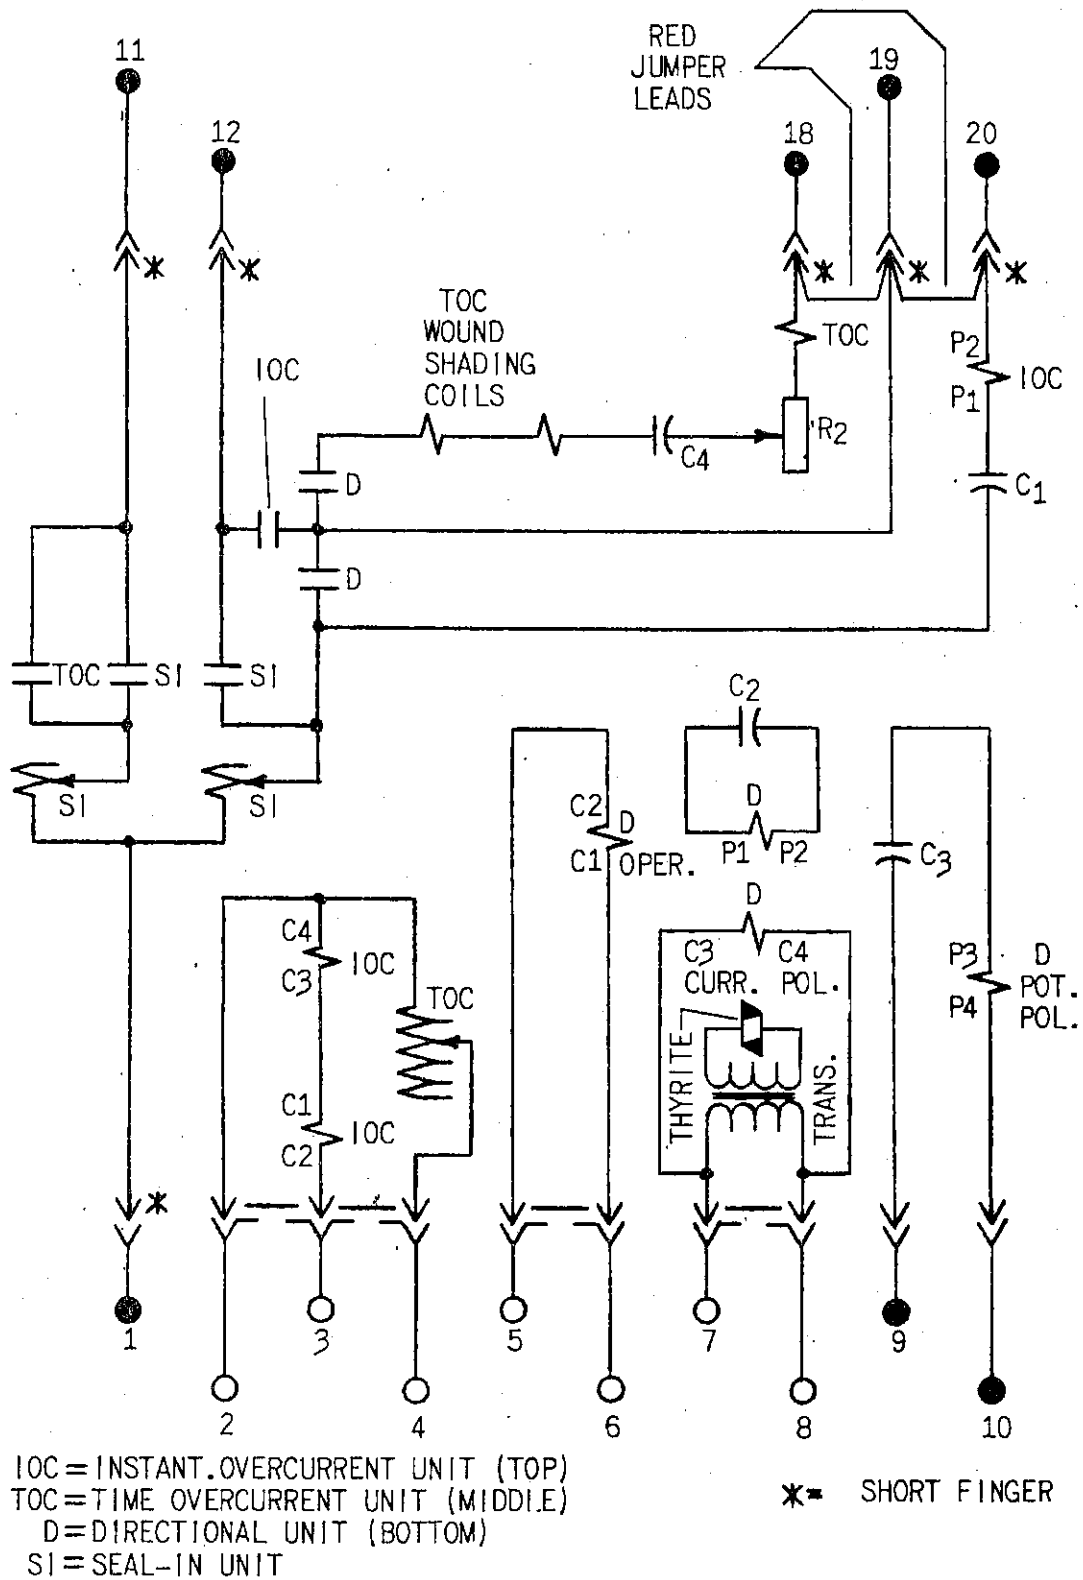 11
RED
JUMPER
LEADS
19
12
18
20
*
*
*
*
*
TOC
WOUND
SHADING
COILS
TOC
P2
IOC
P1
IOC
R2
C4
D
C1
D
TOC
SI
SI
C2
SI
SI
C2
D
C1
OPER.
D
P1
P2
C3
D
C4
IOC
C3
TOC
C3
C4
CURR. POL.
P3
D
P4
POT.
POL.
THYRITE
TRANS.
C1
IOC
C2
*
1
3
5
7
9
2
4
6
8
10
IOC=INSTANT.OVERCURRENT UNIT (TOP)
TOC=TIME OVERCURRENT UNIT (MIDDLE)
D=DIRECTIONAL UNIT (BOTTOM)
SI=SEAL-IN UNIT
*= SHORT FINGER